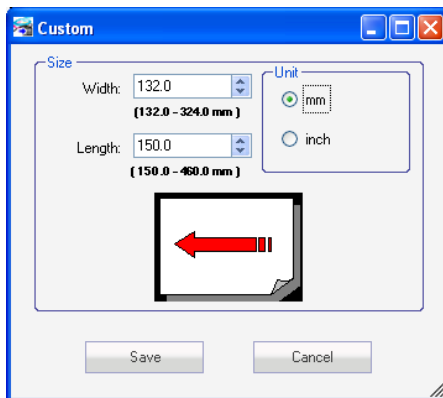 Custom
Size
Width: 132.0
(132.0 - 324.0 mm )
Length: 150.0
( 150.0 - 460.0 mm )
Unit
mm
inch
Save Cancel